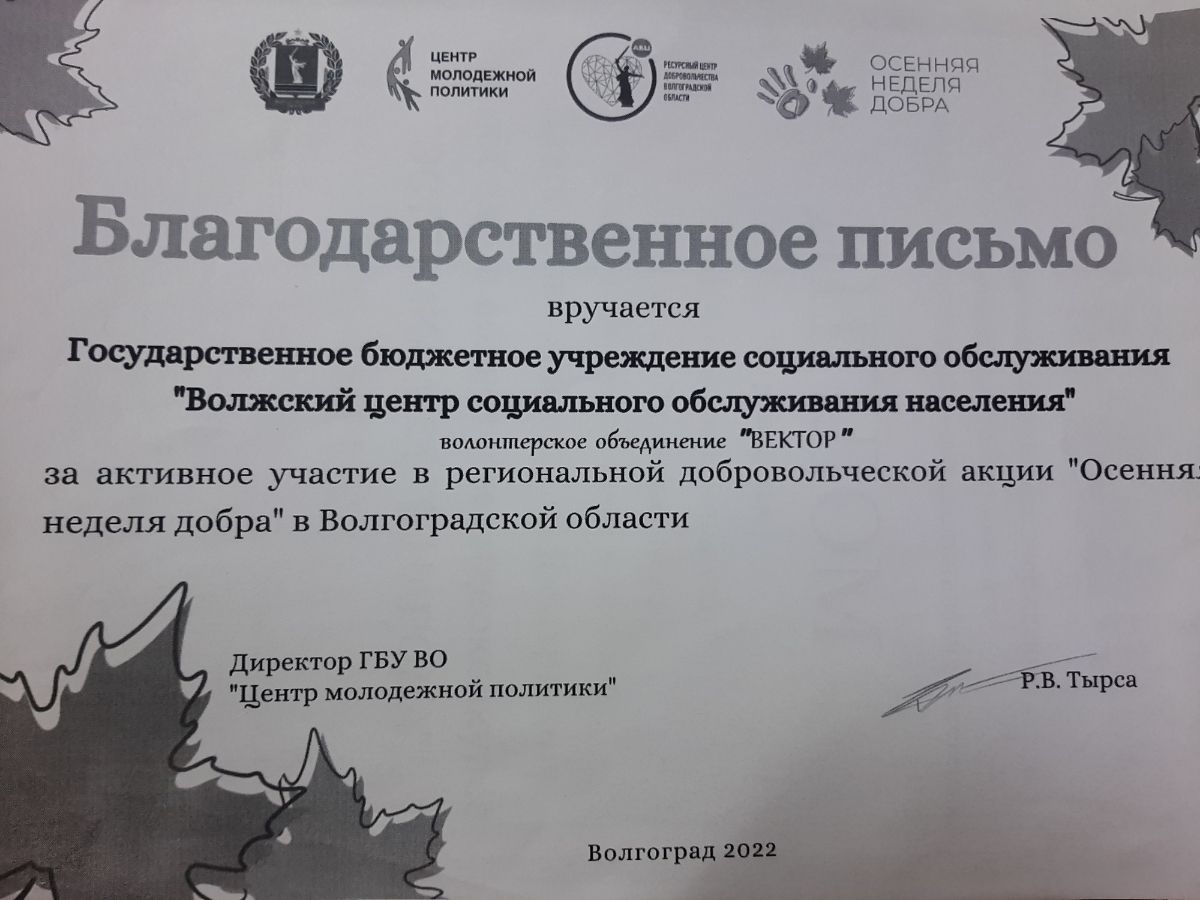 ЦЕНТР
МОЛОДЕЖНОЙ
ПОЛИТИКИ
АВЦ
РЕСУРСНЫЙ ЦЕНТР
ДОБРОВОЛЬЧЕСТВА
ВОЛГОГРАДСКОЙ
ОБЛАСТИ
ОСЕННЯЯ
НЕДЕЛЯ
ДОБРА
Благодарственное письмо
вручается
Государственное бюджетное учреждение социального обслуживания
"Волжский центр социального обслуживания населения"
волонтерское объединение "ВЕКТОР"
за активное участие в региональной добровольческой акции "Осення
неделя добра" в Волгоградской области
Директор ГБУ ВО
"Центр молодежной политики"
Р.В. Тырса
Волгоград 2022